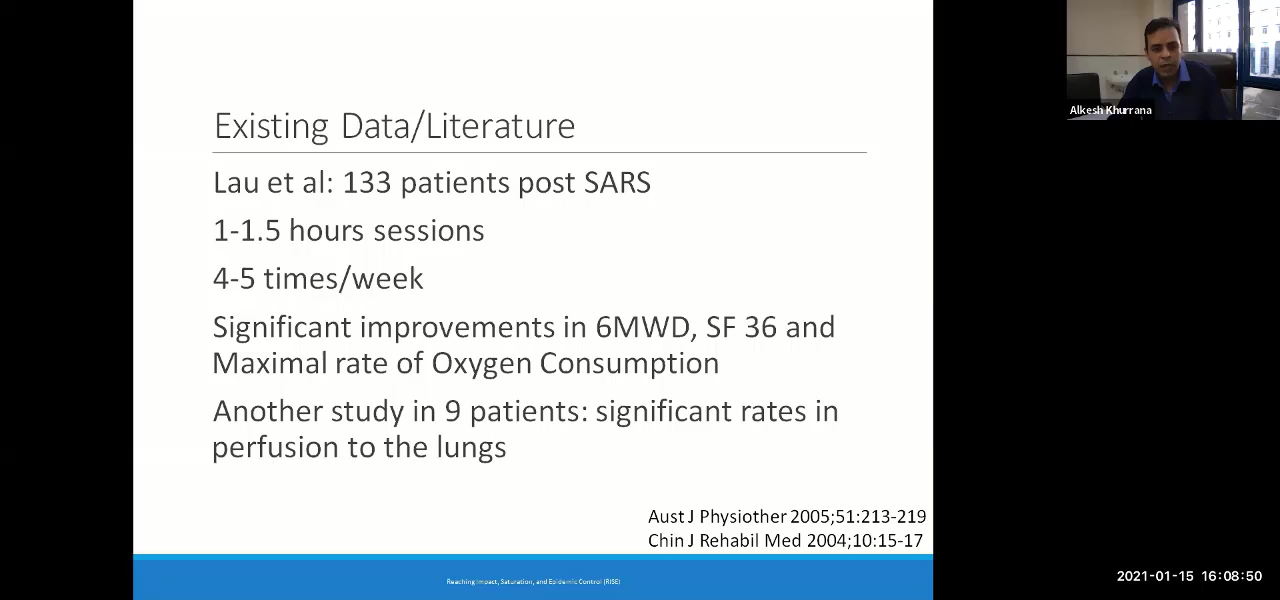 Existing Data/Literature
Lau et al: 133 patients post SARS
1-1.5 hours sessions
4-5 times/week
Significant improvements in 6MWD, SF 36 and
Maximal rate of Oxygen Consumption
Another study in 9 patients: significant rates in
perfusion to the lungs
Aust J Physiother 2005;51:213-219
Chin J Rehabil Med 2004;10:15-17
Reaching Impact, Saturation, and Epidemic Control (RISE)
Alkesh Khurrana
2021-01-15 16:08:50